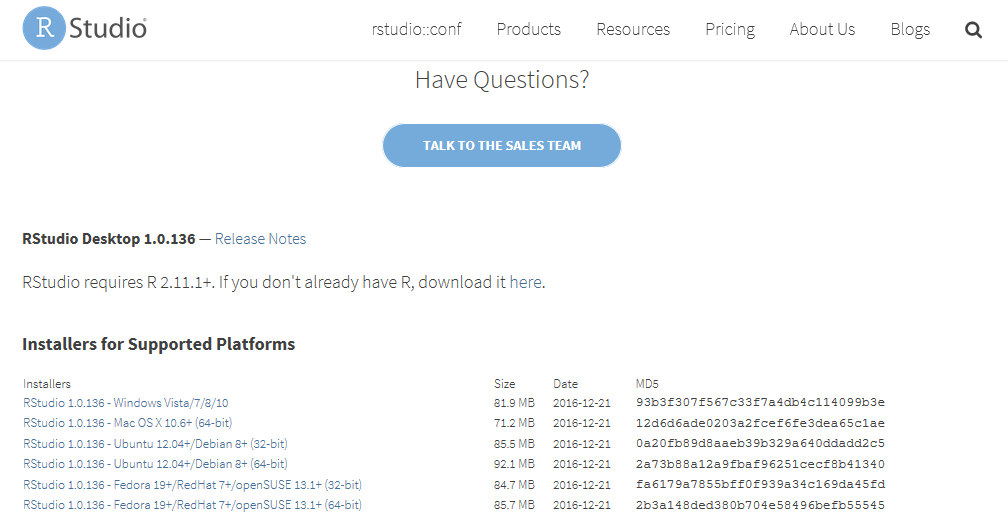 R Studio®
rstudio::conf Products Resources Pricing About Us Blogs
Have Questions?
TALK TO THE SALES TEAM
RStudio Desktop 1.0.136 — Release Notes
RStudio requires R 2.11.1+. If you don't already have R, download it here.
Installers for Supported Platforms
Installers Size Date MD5
RStudio 1.0.136 - Windows Vista/7/8/10 81.9 MB 2016-12-21 93b3f307f567c33f7a4db4c114099b3e
RStudio 1.0.136 - Mac OS X 10.6+ (64-bit) 71.2 MB 2016-12-21 12d6d6ade0203a2fcef6fe3dea65c1ae
RStudio 1.0.136 - Ubuntu 12.04+/Debian 8+ (32-bit) 85.5 MB 2016-12-21 0a20fb89d8aaeb39b329a640ddadd2c5
RStudio 1.0.136 - Ubuntu 12.04+/Debian 8+ (64-bit) 92.1 MB 2016-12-21 2a73b88a12a9fbaf96251cecf8b41340
RStudio 1.0.136 - Fedora 19+/RedHat 7+/openSUSE 13.1+ (32-bit) 84.7 MB 2016-12-21 fa6179a7855bff0f939a34c169da45fd
RStudio 1.0.136 - Fedora 19+/RedHat 7+/openSUSE 13.1+ (64-bit) 85.7 MB 2016-12-21 2b3a148ded380b704e58496befb55545